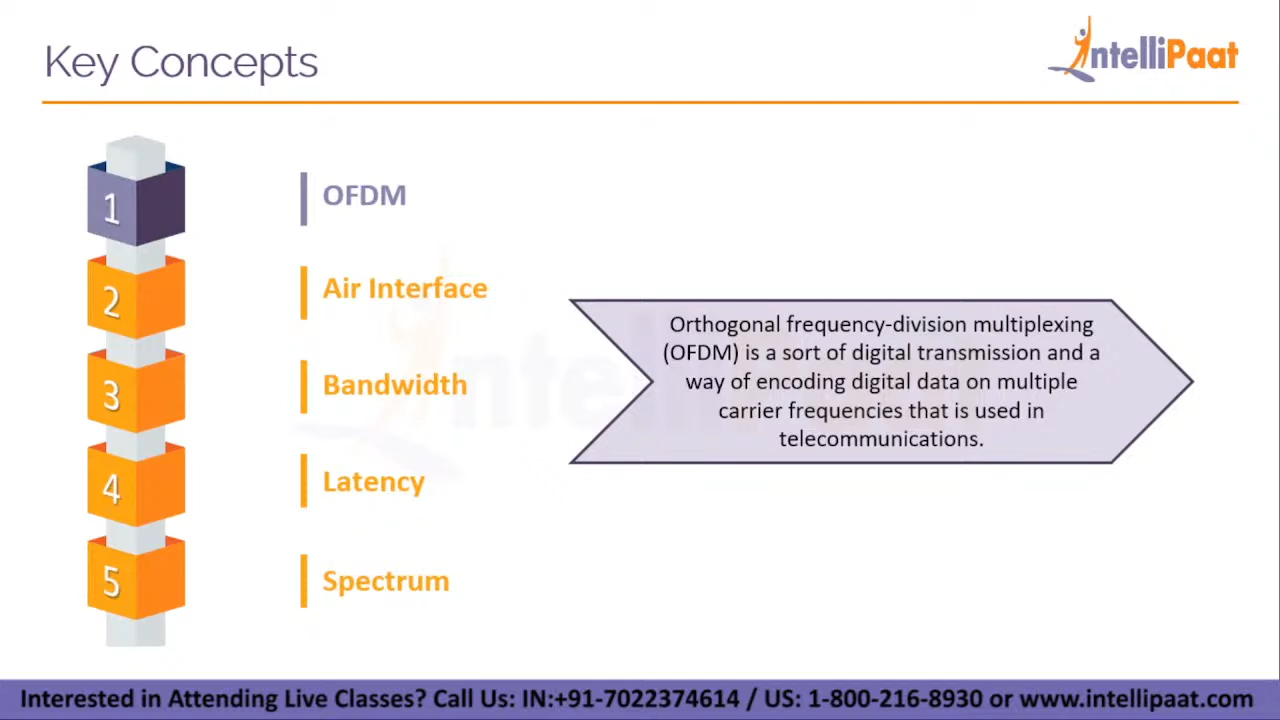 Key Concepts
IntelliPaat
1
OFDM
2
Air Interface
3
Bandwidth
4
Latency
5
Spectrum
Orthogonal frequency-division multiplexing
(OFDM) is a sort of digital transmission and a
way of encoding digital data on multiple
carrier frequencies that is used in
telecommunications.
Interested in Attending Live Classes? Call Us: IN:+91-7022374614 / US: 1-800-216-8930 or www.intellipaat.com